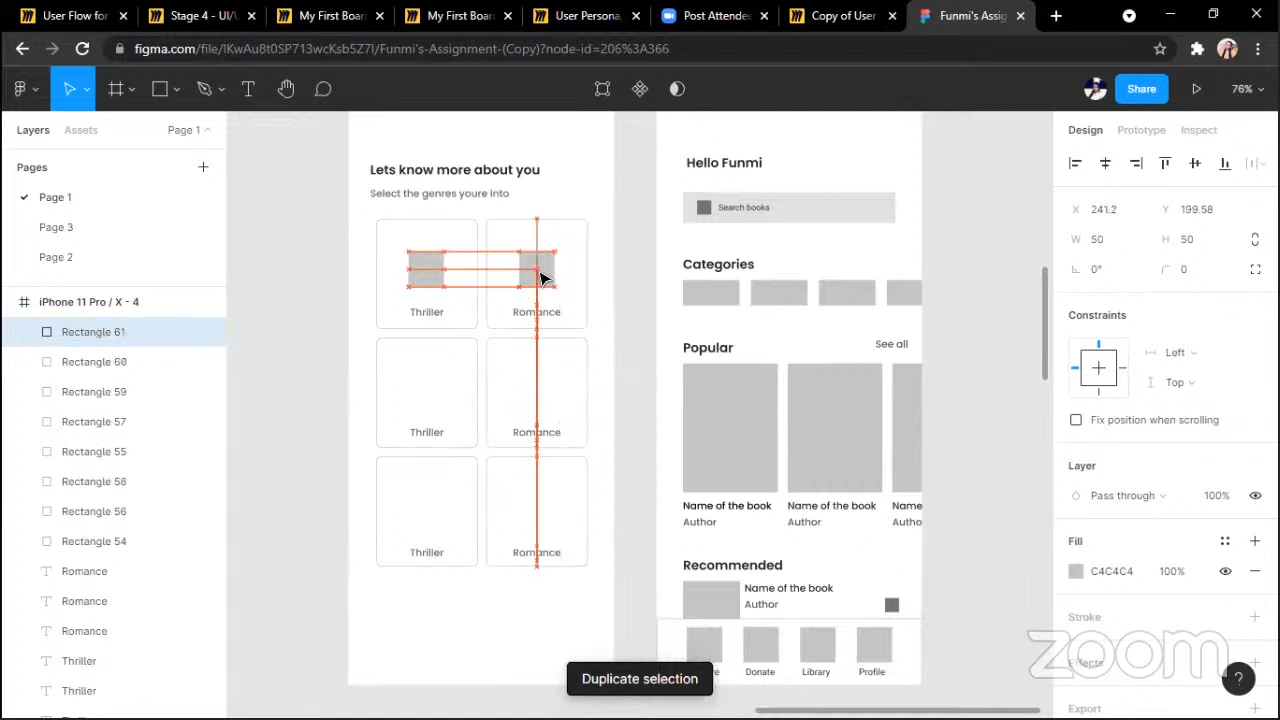 User Flow for
Stage 4 - UI/U
My First Boar
My First Boar
User Persona,
Post Attende
Copy of User
Funmi's Assig
figma.com/file/lKwAu8t0SP713wcKsb5Z7l/Funmi's-Assignment-(Copy)?node-id=206%3A366
Share
76%
Layers
Assets
Page 1
Pages
Page 1
Page 3
Page 2
iPhone 11 Pro / X - 4
Rectangle 61
Rectangle 60
Rectangle 59
Rectangle 57
Rectangle 55
Rectangle 58
Rectangle 56
Rectangle 54
Romance
Romance
Romance
Thriller
Thriller
Lets know more about you
Select the genres youre into
Thriller
Romance
Thriller
Romance
Thriller
Romance
Hello Funmi
Search books
Categories
Popular
See all
Name of the book
Name of the book
Name
Author
Author
Autho
Recommended
Name of the book
Author
Donate
Library
Profile
Duplicate selection
Design
Prototype
Inspect
X 241.2
Y 199.58
W 50
H 50
0°
0
Constraints
Left
Top
Fix position when scrolling
Layer
Pass through
100%
Fill
C4C4C4
100%
Stroke
Effects
Export
zoom
?